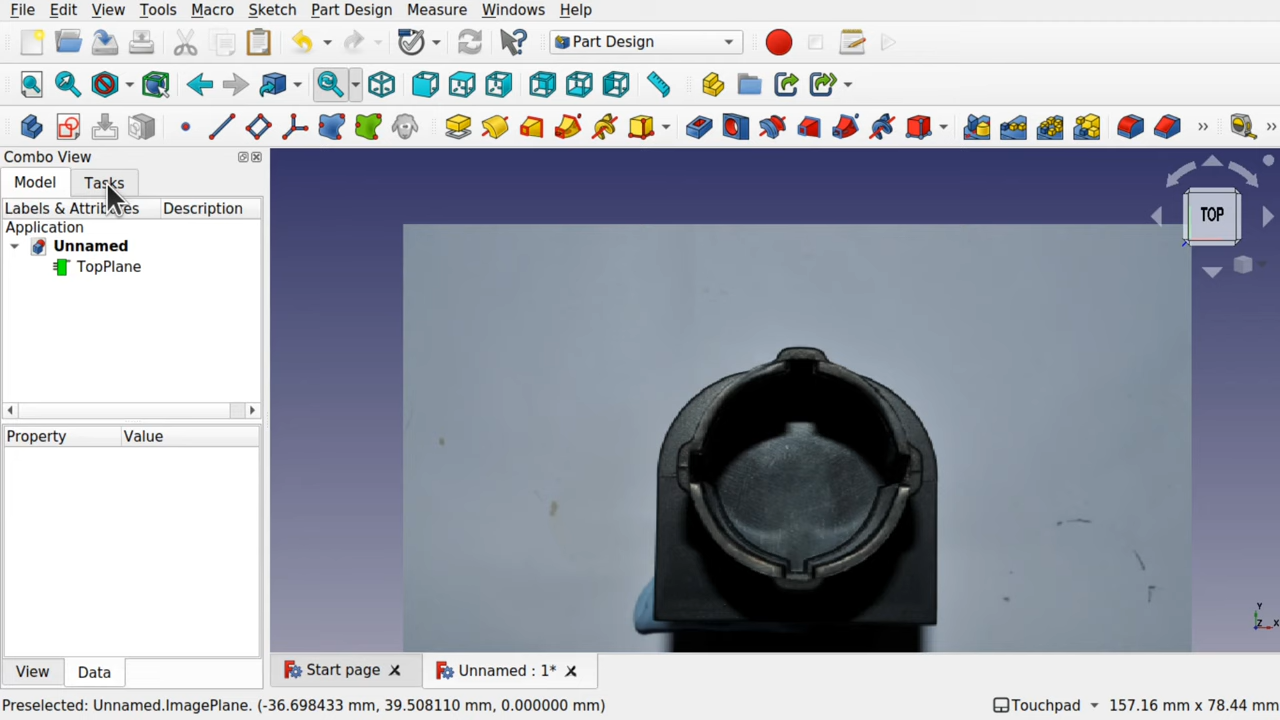 File Edit View Tools Macro Sketch Part Design Measure Windows Help
Part Design
Combo View
Model Tasks
Labels & Attributes Description
Application
Unnamed
TopPlane
TOP
Y
Z X
Property Value
View Data
Start page Unnamed : 1*
Preselected: Unnamed.ImagePlane. (-36.698433 mm, 39.508110 mm, 0.000000 mm) Touchpad 157.16 mm x 78.44 mm